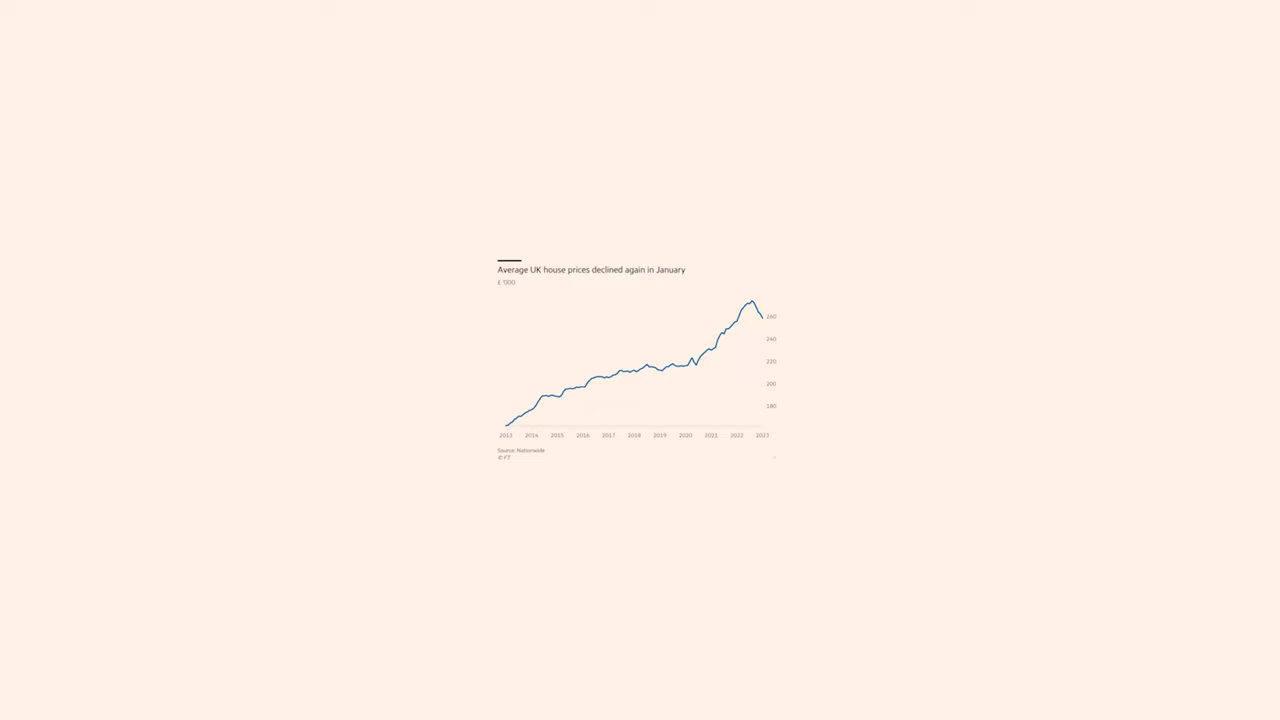 Average UK house prices declined again in January
260
240
220
200
180
2013 2014 2015 2016 2017 2018 2019 2020 2021 2022 2023
Source: Nationwide
© FT